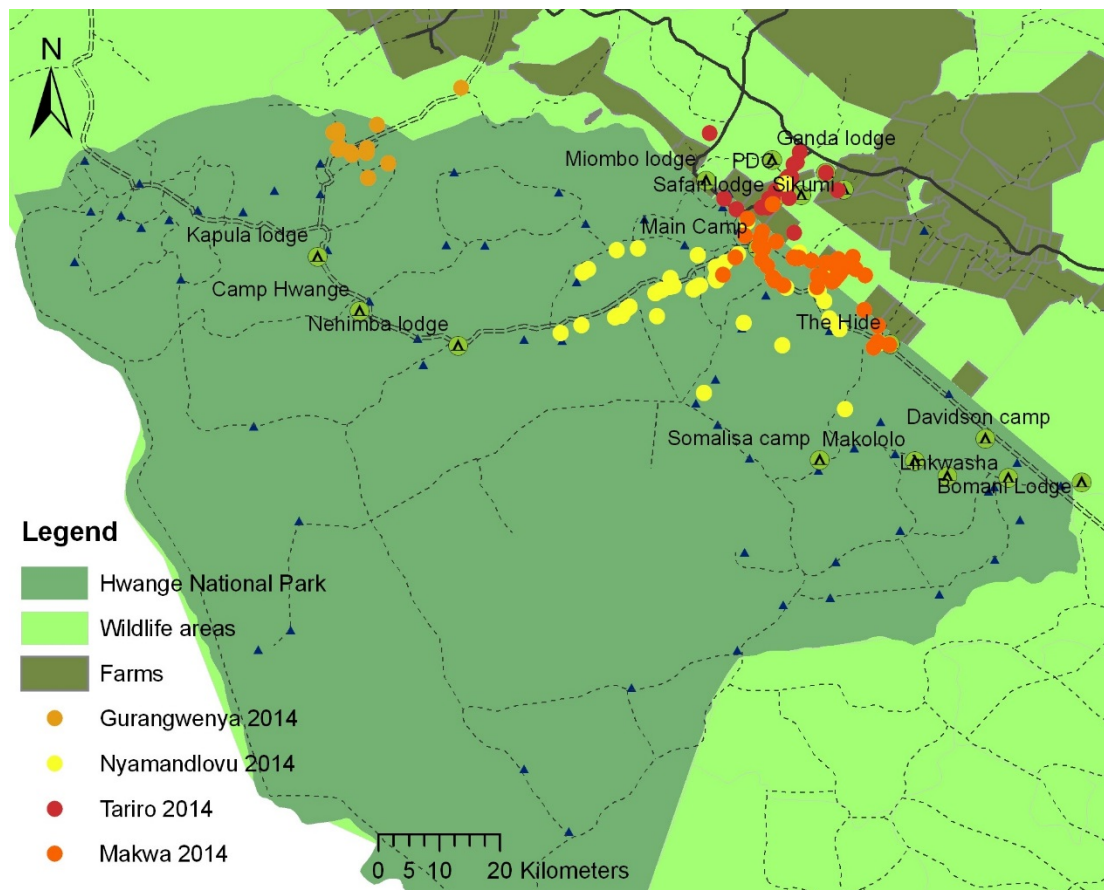 N
Ganda lodge
Miombo lodge
PDC
Safari lodge
Sikumi
Main Camp
Kapula lodge
Camp Hwange
Nehimba lodge
The Hide
Davidson camp
Somalisa camp
Makololo
Linkwasha
Bomani Lodge
Legend
Hwange National Park
Wildlife areas
Farms
Gurangwenya 2014
Nyamandlovu 2014
Tariro 2014
Makwa 2014
0 5 10 20 Kilometers